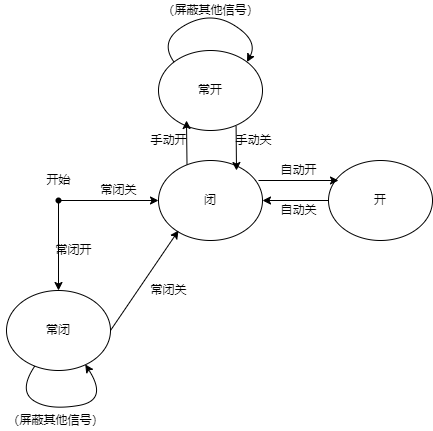 (屏蔽其他信号)
常开
手动开
手动关
自动开
开始
常闭关
闭
开
自动关
常闭开
常闭关
常闭
(屏蔽其他信号)